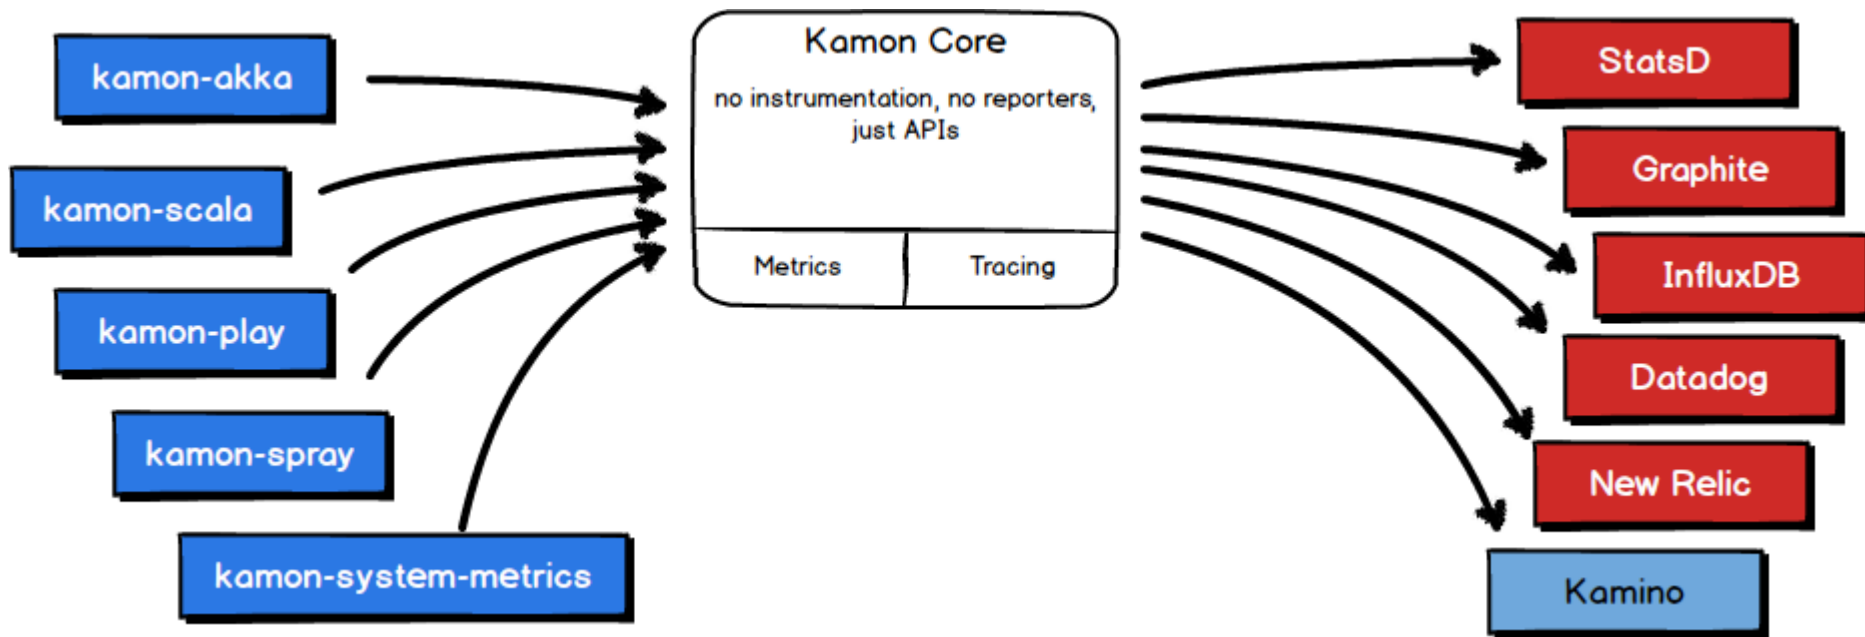 kamon-akka
kamon-scala
kamon-play
kamon-spray
kamon-system-metrics
Kamon Core
no instrumentation, no reporters,
just APIs
Metrics
Tracing
StatsD
Graphite
InfluxDB
Datadog
New Relic
Kamino